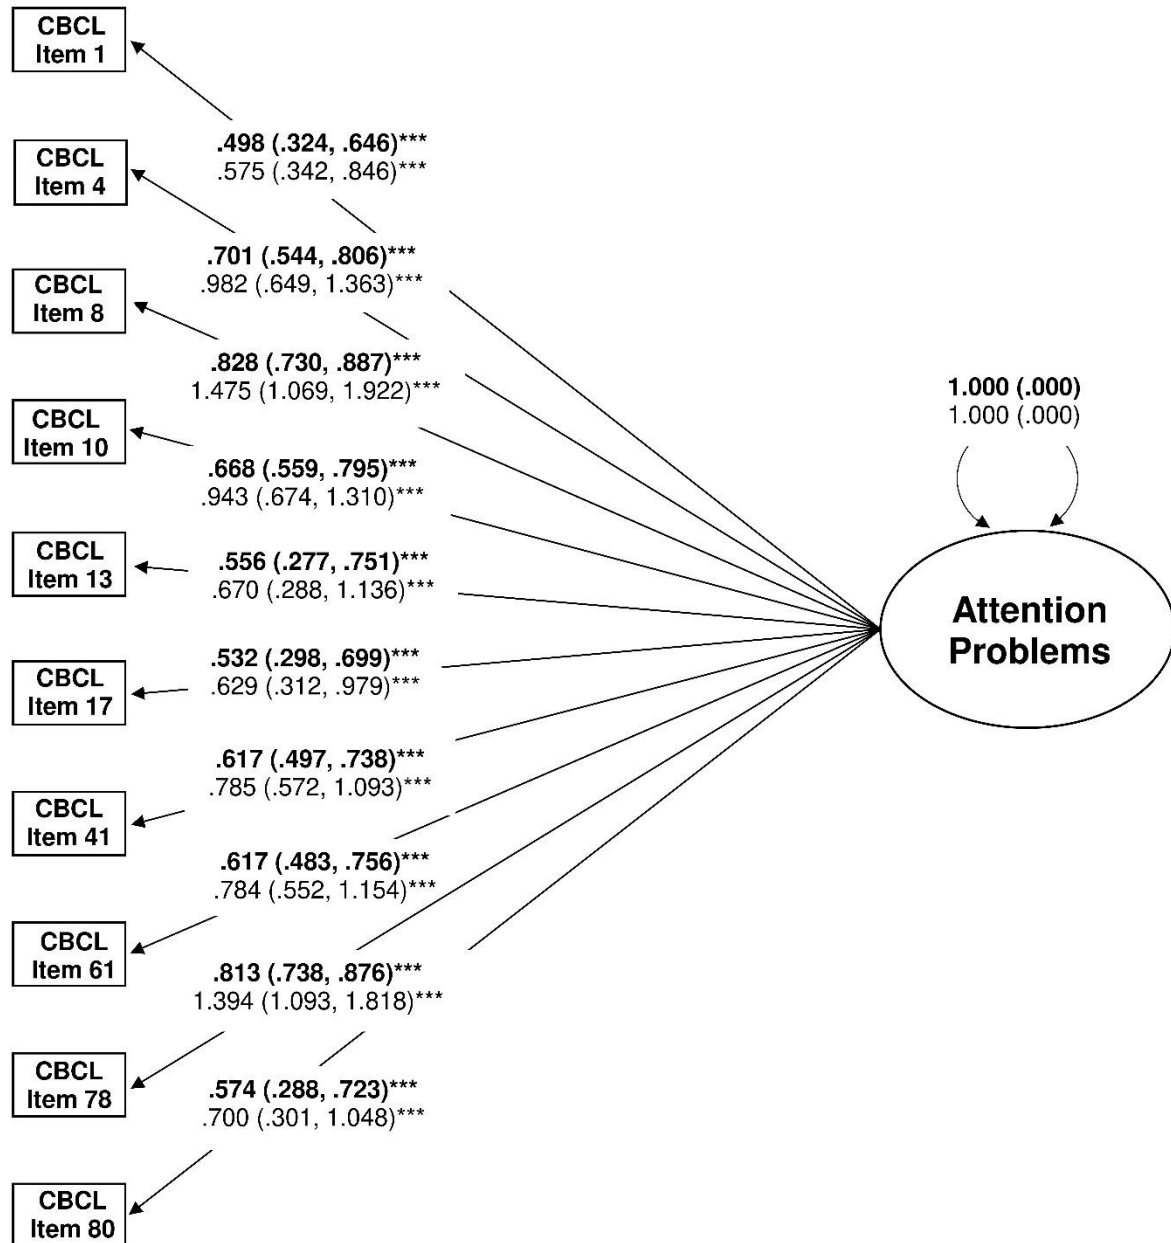 CBCL
Item 1
.498 (.324, .646)***
.575 (.342, .846)***
CBCL
Item 4
.701 (.544, .806)***
.982 (.649, 1.363)***
CBCL
Item 8
.828 (.730, .887)***
1.475 (1.069, 1.922)***
1.000 (.000)
1.000 (.000)
CBCL
Item 10
.668 (.559, .795)***
.943 (.674, 1.310)***
CBCL
Item 13
.556 (.277, .751)***
.670 (.288, 1.136)***
Attention
Problems
.532 (.298, .699)***
.629 (.312, .979)***
CBCL
Item 17
.617 (.497, .738)***
.785 (.572, 1.093)***
CBCL
Item 41
.617 (.483, .756)***
.784 (.552, 1.154)***
CBCL
Item 61
.813 (.738, .876)***
1.394 (1.093, 1.818)***
CBCL
Item 78
.574 (.288, .723)***
.700 (.301, 1.048)***
CBCL
Item 80